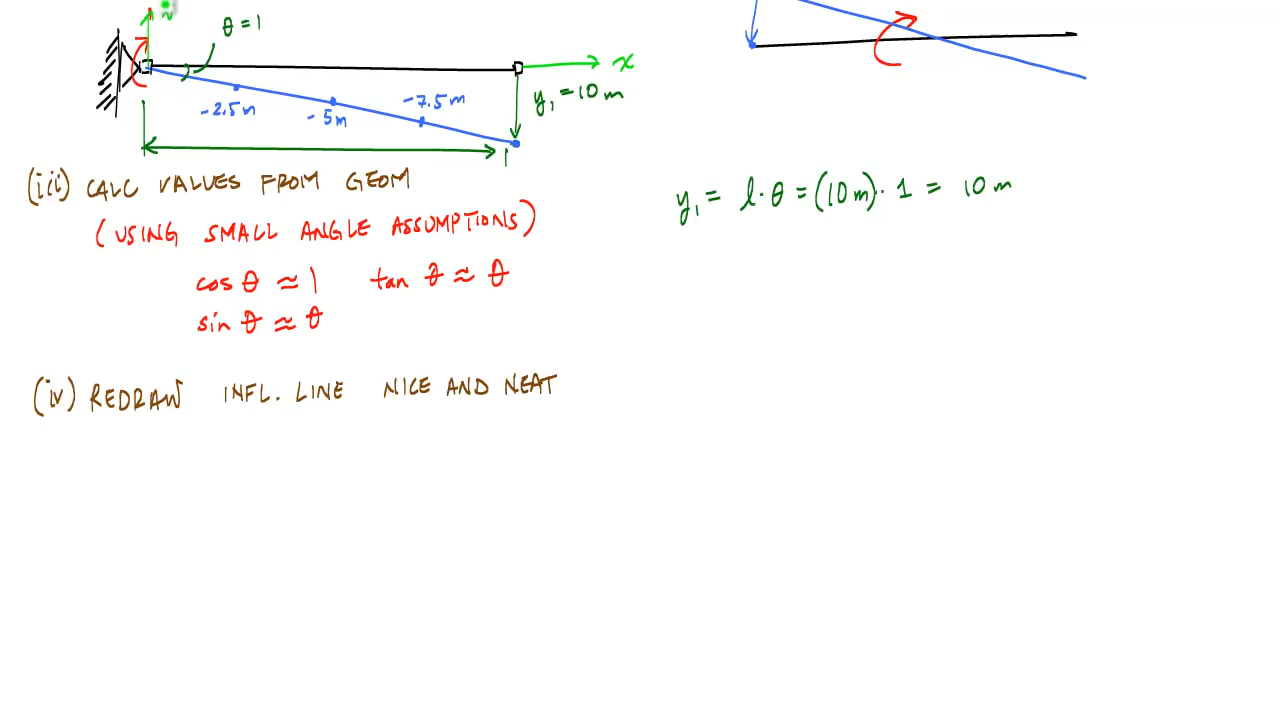 θ = 1
x
y₁ = 10 m
-2.5m
-5m
-7.5m
(iii) CALC VALUES FROM GEOM
(USING SMALL ANGLE ASSUMPTIONS)
cos θ ≈ 1 tan θ ≈ θ
sin θ ≈ θ
y₁ = l · θ = (10 m) · 1 = 10 m
(iv) REDRAW INFL. LINE NICE AND NEAT